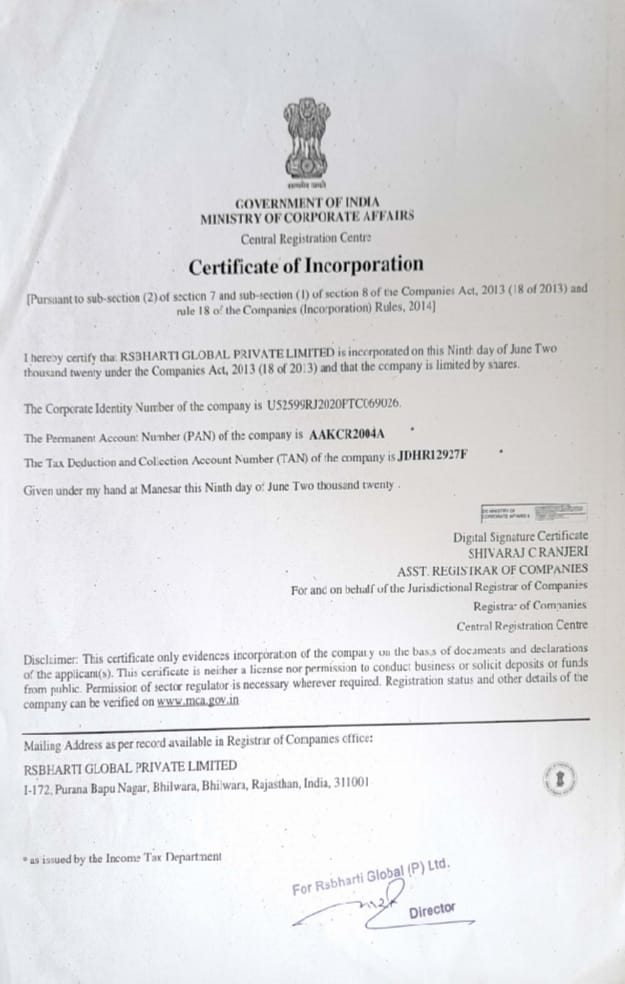 सत्यमेव जयते
GOVERNMENT OF INDIA
MINISTRY OF CORPORATE AFFAIRS
Central Registration Centre
Certificate of Incorporation
[Pursuant to sub-section (2) of section 7 and sub-section (1) of section 8 of the Companies Act, 2013 (18 of 2013) and
rule 18 of the Companies (Incorporation) Rules, 2014]
I hereby certify that RSBHARTI GLOBAL PRIVATE LIMITED is incorporated on this Ninth day of June Two
thousand twenty under the Companies Act, 2013 (18 of 2013) and that the company is limited by shares.
The Corporate Identity Number of the company is U52599RJ2020PTC069026.
The Permanent Account Number (PAN) of the company is AAKCR2004A *
The Tax Deduction and Collection Account Number (TAN) of the company is JDHR12927F *
Given under my hand at Manesar this Ninth day of June Two thousand twenty .
DS MINISTRY OF
CORPORATE AFFAIRS 6
Digital Signature Certificate
SHIVARAJ C RANJERI
ASST. REGISTRAR OF COMPANIES
For and on behalf of the Jurisdictional Registrar of Companies
Registrar of Companies
Central Registration Centre
Disclaimer: This certificate only evidences incorporation of the company on the basis of documents and declarations
of the applicant(s). This certificate is neither a license nor permission to conduct business or solicit deposits or funds
from public. Permission of sector regulator is necessary wherever required. Registration status and other details of the
company can be verified on www.mca.gov.in
Mailing Address as per record available in Registrar of Companies office:
RSBHARTI GLOBAL PRIVATE LIMITED
I-172, Purana Bapu Nagar, Bhilwara, Bhilwara, Rajasthan, India, 311001
* as issued by the Income Tax Department
For Rsbharti Global (P) Ltd.
Director